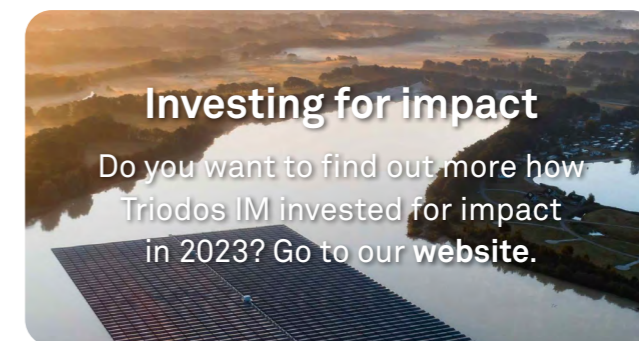 Investing for impact
Do you want to find out more how
Triodos IM invested for impact
in 2023? Go to our website.